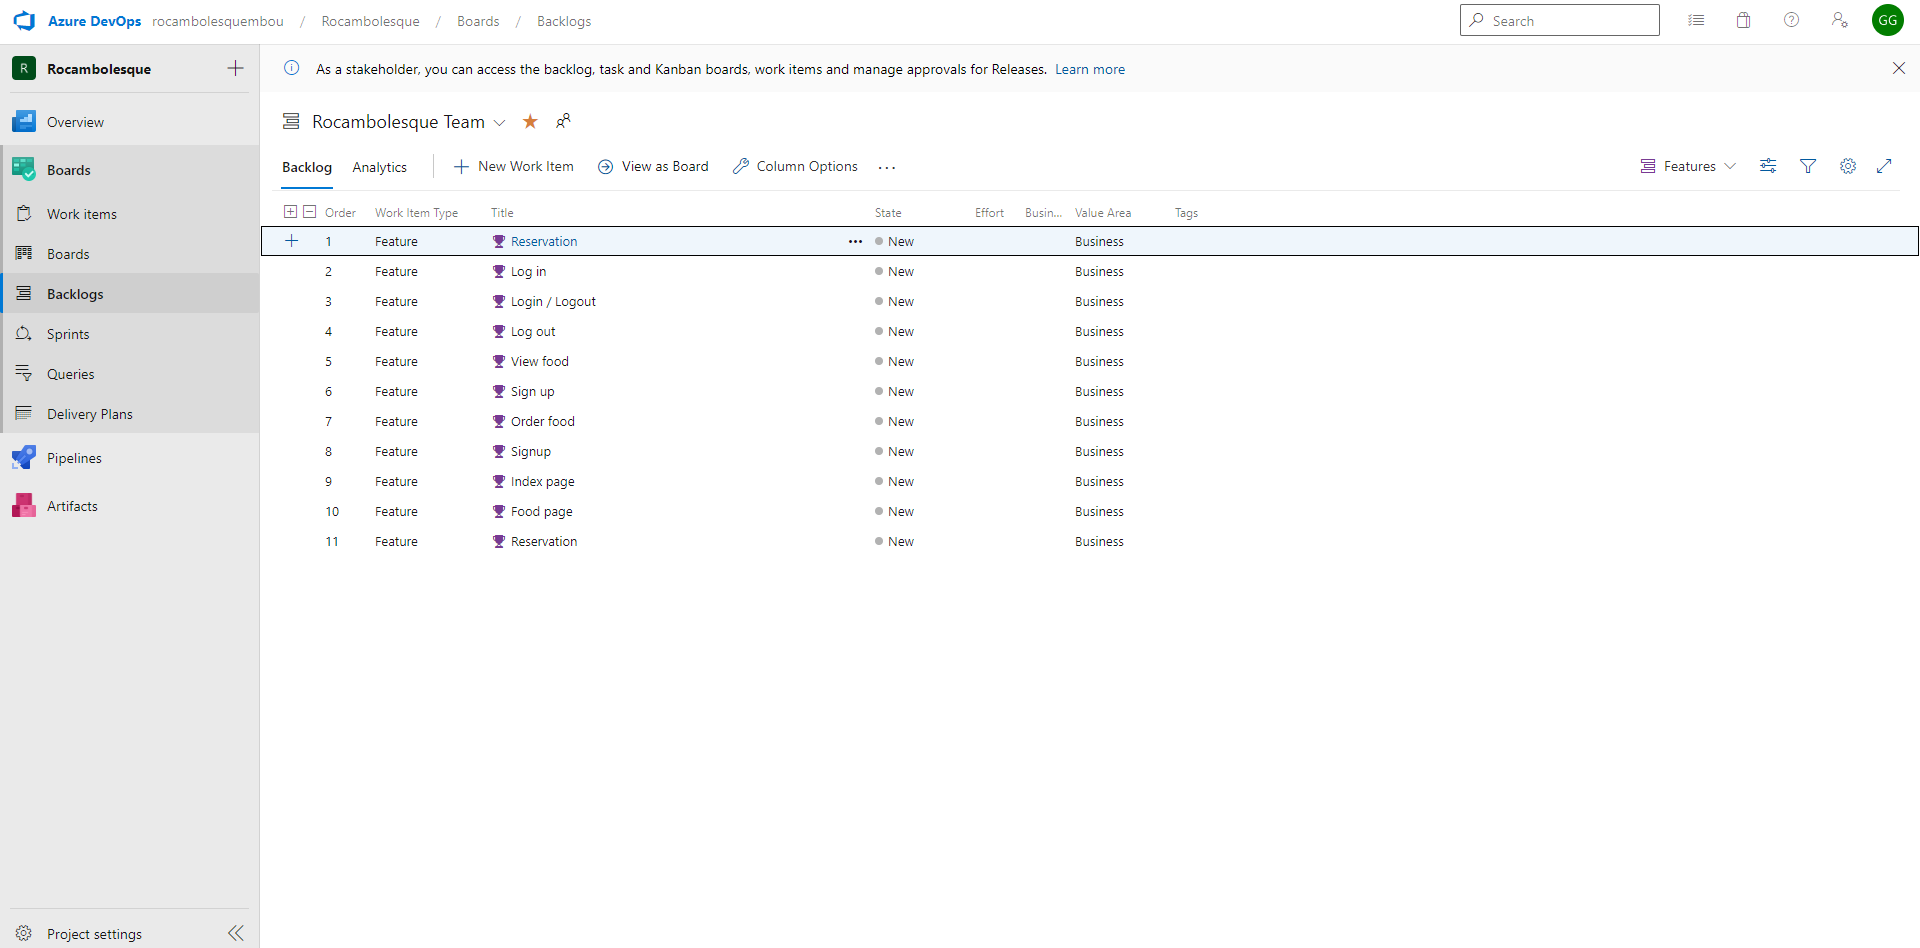 Azure DevOps rocambolesquembou / Rocambolesque / Boards / Backlogs Search GG
R Rocambolesque
As a stakeholder, you can access the backlog, task and Kanban boards, work items and manage approvals for Releases. Learn more
Overview
Boards
Work items
Boards
Backlogs
Sprints
Queries
Delivery Plans
Pipelines
Artifacts
Project settings
Rocambolesque Team
Backlog Analytics New Work Item View as Board Column Options ... Features
Order Work Item Type Title State Effort Busin... Value Area Tags
1 Feature Reservation ... New Business
2 Feature Log in New Business
3 Feature Login / Logout New Business
4 Feature Log out New Business
5 Feature View food New Business
6 Feature Sign up New Business
7 Feature Order food New Business
8 Feature Signup New Business
9 Feature Index page New Business
10 Feature Food page New Business
11 Feature Reservation New Business